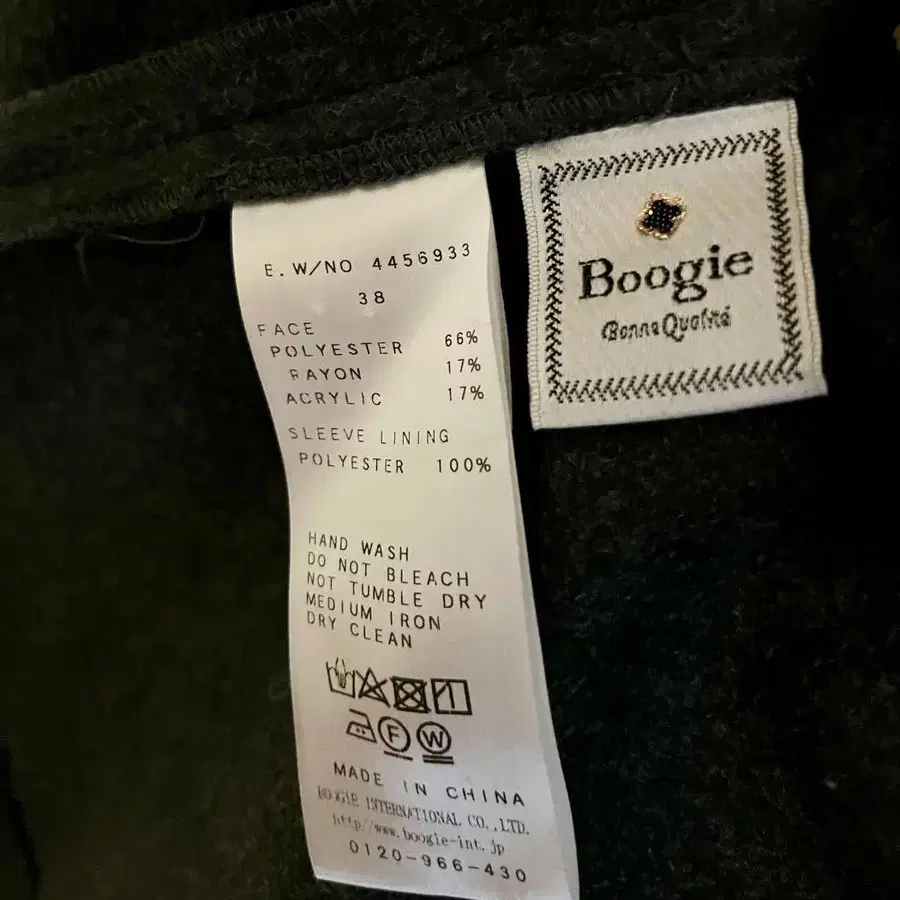 E. W/NO 4456933
38
FACE
POLYESTER 66%
RAYON 17%
ACRYLIC 17%
SLEEVE LINING
POLYESTER 100%
HAND WASH
DO NOT BLEACH
NOT TUMBLE DRY
MEDIUM IRON
DRY CLEAN
F W
MADE IN CHINA
BOOGIE INTERNATIONAL CO.,LTD.
http//www.boogie-int.jp
0120-966-430
Boogie
Bonne Qualité